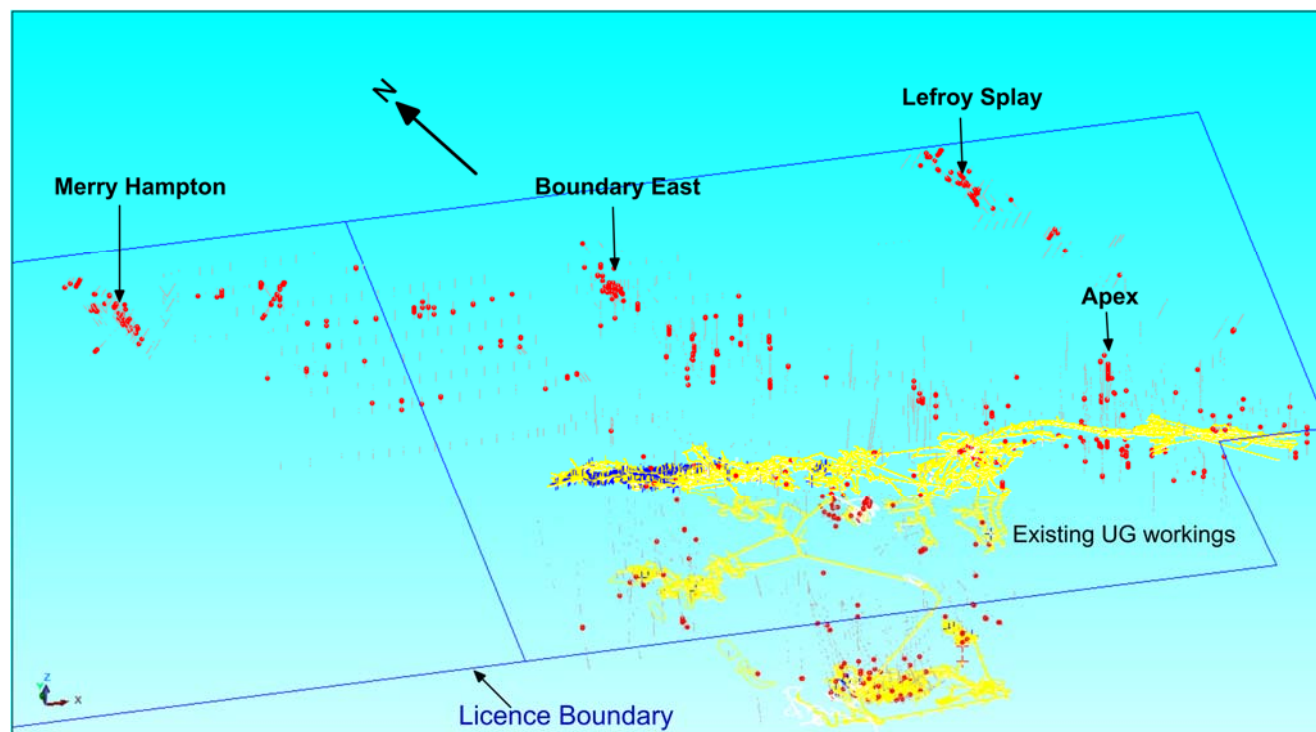 N
Lefroy Splay
Merry Hampton
Boundary East
Apex
Existing UG workings
Z
Y
X
Licence Boundary